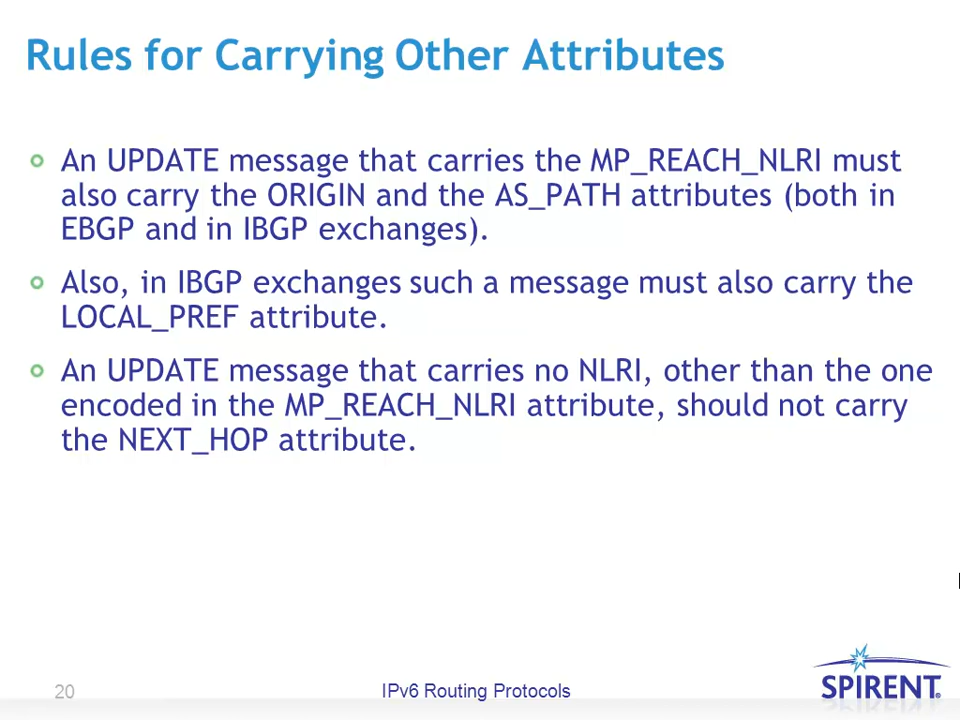 Rules for Carrying Other Attributes
An UPDATE message that carries the MP_REACH_NLRI must
also carry the ORIGIN and the AS_PATH attributes (both in
EBGP and in IBGP exchanges).
Also, in IBGP exchanges such a message must also carry the
LOCAL_PREF attribute.
An UPDATE message that carries no NLRI, other than the one
encoded in the MP_REACH_NLRI attribute, should not carry
the NEXT_HOP attribute.
20
IPv6 Routing Protocols
SPIRENT®